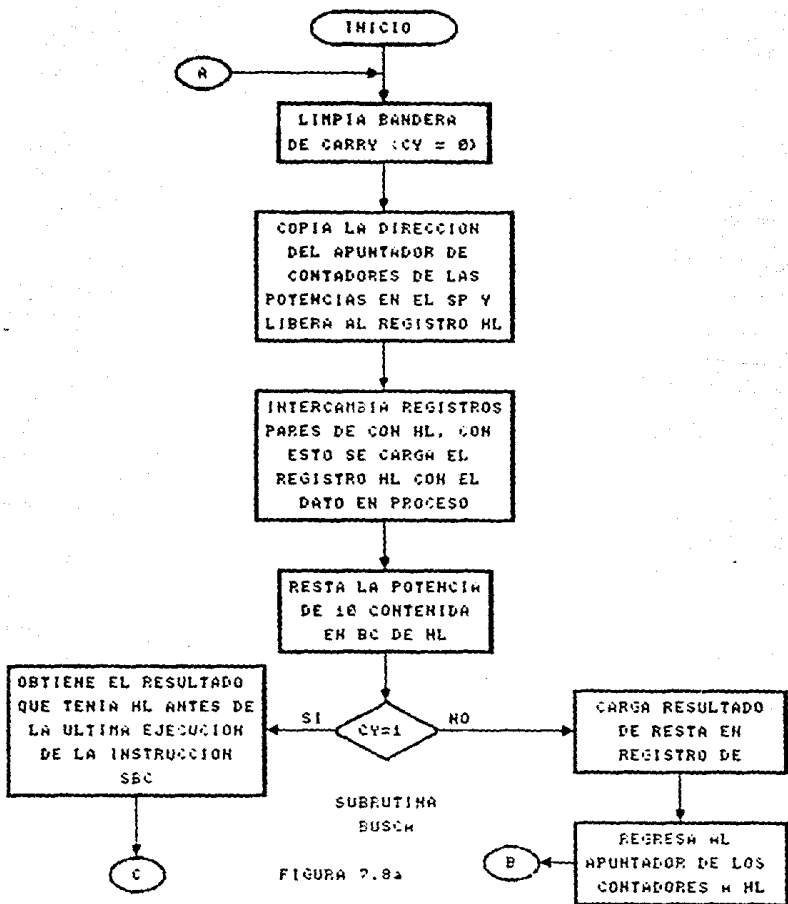 INICIO
A
LIMPIA BANDERA
DE CARRY (CY = 0)
COPIA LA DIRECCION
DEL APUNTADOR DE
CONTADORES DE LAS
POTENCIAS EN EL SP Y
LIBERA AL REGISTRO HL
INTERCAMBIA REGISTROS
PARES DE CON HL, CON
ESTO SE CARGA EL
REGISTRO HL CON EL
DATO EN PROCESO
RESTA LA POTENCIA
DE 10 CONTENIDA
EN BC DE HL
OBTIENE EL RESULTADO
QUE TENIA HL ANTES DE
LA ULTIMA EJECUCION
DE LA INSTRUCCION
SBC
SI
CY=1
NO
CARGA RESULTADO
DE RESTA EN
REGISTRO DE
SUBRUTINA
BUSCA
REGRESA AL
APUNTADOR DE LOS
CONTADORES A HL
B
C
FIGURA 7.8a